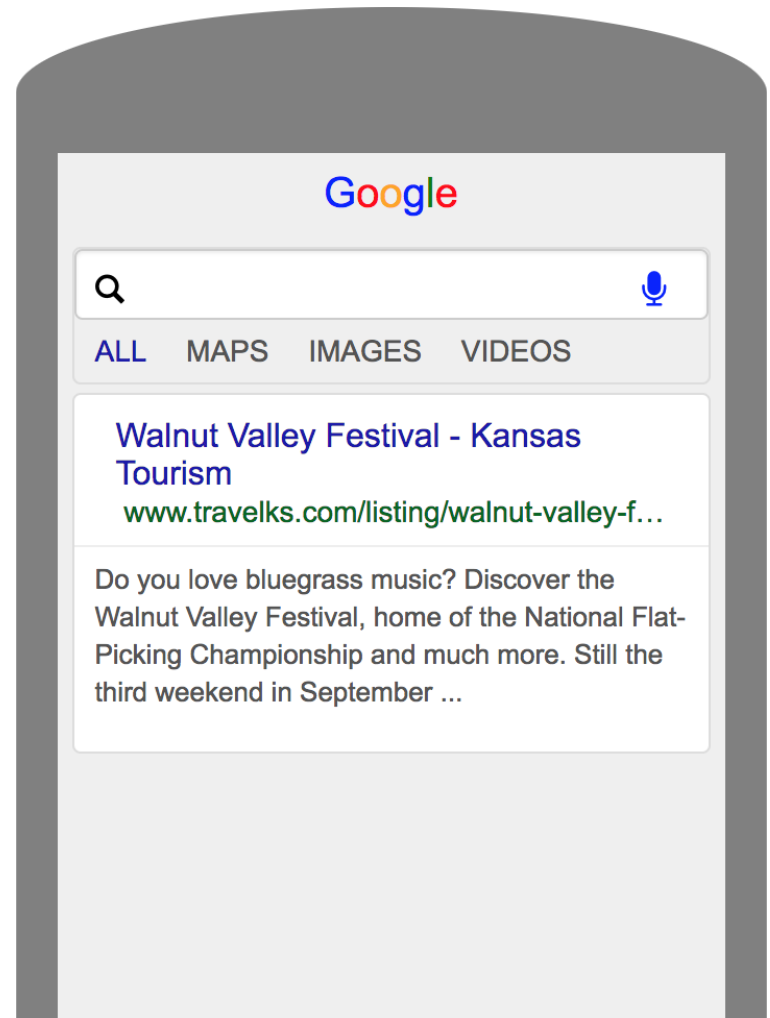 Google
ALL MAPS IMAGES VIDEOS
Walnut Valley Festival - Kansas
Tourism
www.travelks.com/listing/walnut-valley-f...
Do you love bluegrass music? Discover the
Walnut Valley Festival, home of the National Flat-
Picking Championship and much more. Still the
third weekend in September ...